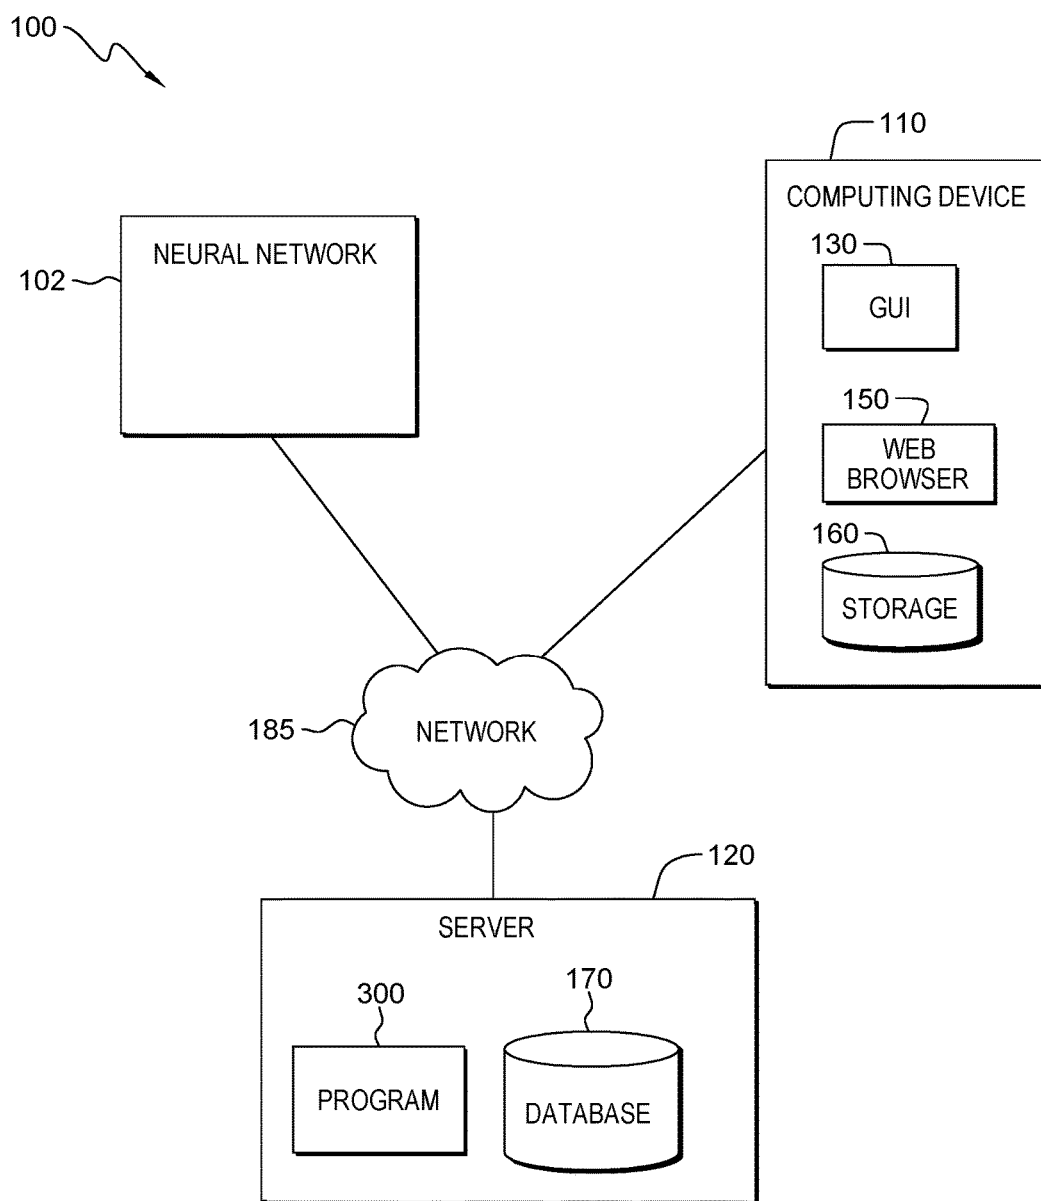 100
110
COMPUTING DEVICE
130
GUI
NEURAL NETWORK
102
150
WEB
BROWSER
160
STORAGE
185
NETWORK
120
SERVER
300
170
PROGRAM
DATABASE